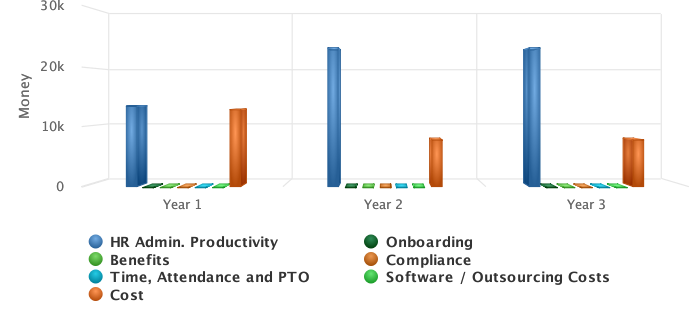 30k
20k
10k
0
Money
Year 1 Year 2 Year 3
HR Admin. Productivity Onboarding
Benefits Compliance
Time, Attendance and PTO Software / Outsourcing Costs
Cost